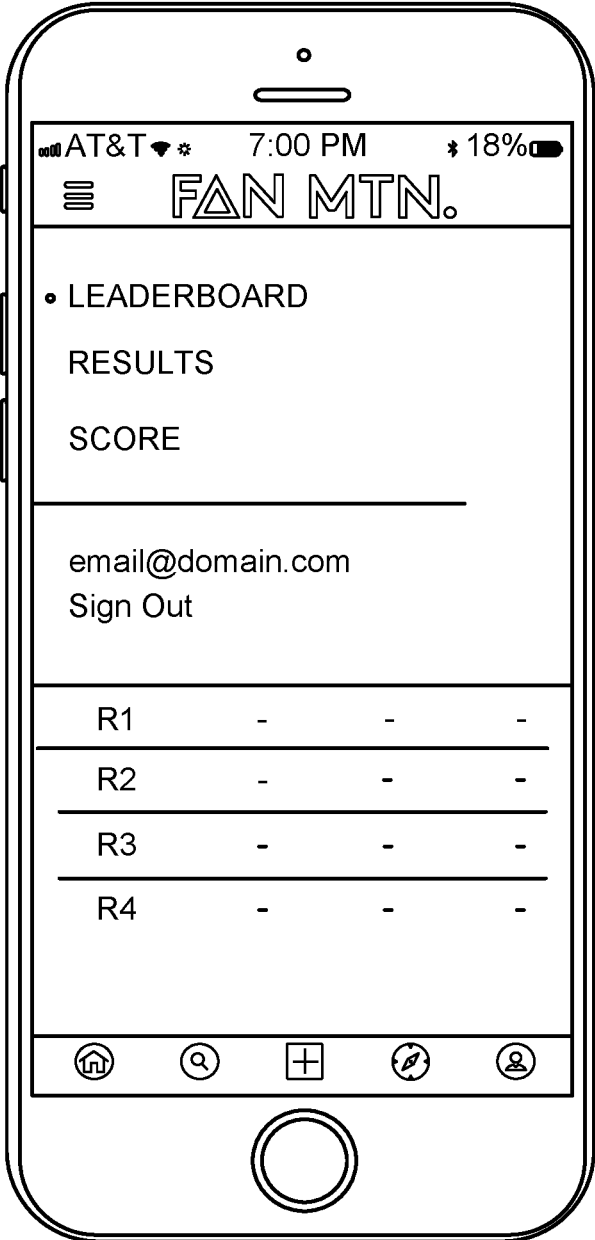 AT&T 7:00 PM 18%
FAN MTN.
LEADERBOARD
RESULTS
SCORE
email@domain.com
Sign Out
R1 - - -
R2 - - -
R3 - - -
R4 - - -